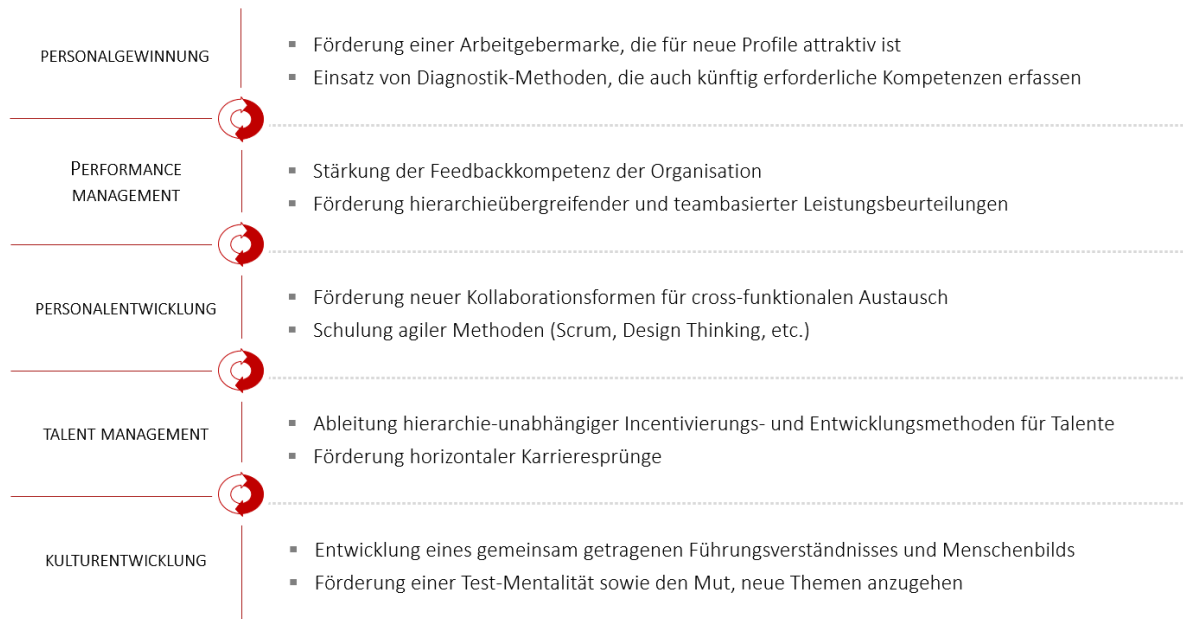 PERSONALGEWINNUNG
▪ Förderung einer Arbeitgebermarke, die für neue Profile attraktiv ist
▪ Einsatz von Diagnostik-Methoden, die auch künftig erforderliche Kompetenzen erfassen
PERFORMANCE
MANAGEMENT
▪ Stärkung der Feedbackkompetenz der Organisation
▪ Förderung hierarchieübergreifender und teambasierter Leistungsbeurteilungen
PERSONALENTWICKLUNG
▪ Förderung neuer Kollaborationsformen für cross-funktionalen Austausch
▪ Schulung agiler Methoden (Scrum, Design Thinking, etc.)
TALENT MANAGEMENT
▪ Ableitung hierarchie-unabhängiger Incentivierungs- und Entwicklungsmethoden für Talente
▪ Förderung horizontaler Karrieresprünge
KULTURENTWICKLUNG
▪ Entwicklung eines gemeinsam getragenen Führungsverständnisses und Menschenbilds
▪ Förderung einer Test-Mentalität sowie den Mut, neue Themen anzugehen